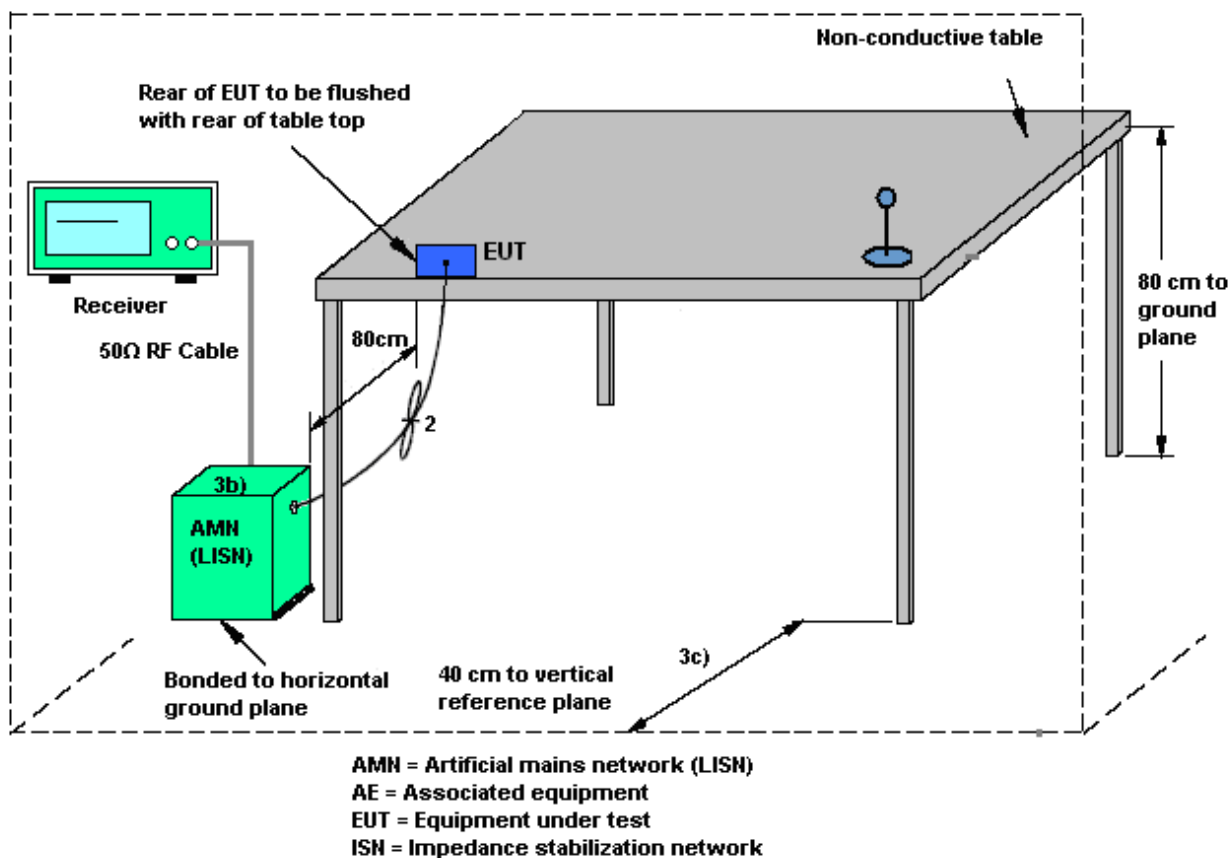 Non-conductive table
Rear of EUT to be flushed
with rear of table top
EUT
Receiver
80 cm to
ground
plane
80cm
50Ω RF Cable
2
3b)
AMN
(LISN)
3c)
Bonded to horizontal
ground plane
40 cm to vertical
reference plane
AMN = Artificial mains network (LISN)
AE = Associated equipment
EUT = Equipment under test
ISN = Impedance stabilization network